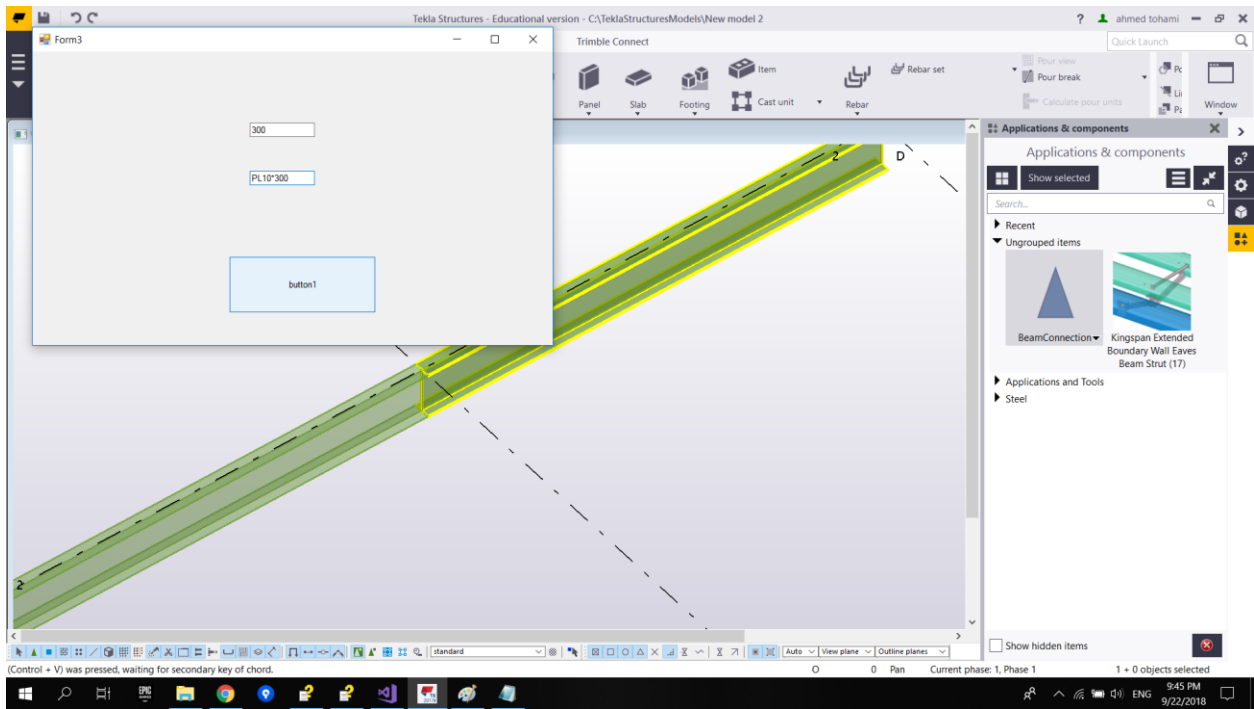 Tekla Structures - Educational version - C:\TeklaStructuresModels\New model 2
? ahmed tohami
Form3
Trimble Connect
Quick Launch
Item
Rebar set
Pour view
Pour break
Panel
Slab
Footing
Cast unit
Rebar
Calculate pour units
Window
300
PL10*300
button1
2
D
2
Applications & components
Applications & components
Show selected
Search...
Recent
Ungrouped items
BeamConnection
Kingspan Extended
Boundary Wall Eaves
Beam Strut (17)
Applications and Tools
Steel
Show hidden items
standard
Auto
View plane
Outline planes
(Control + V) was pressed, waiting for secondary key of chord.
O
0
Pan
Current phase: 1, Phase 1
1 + 0 objects selected
EPIC
ENG
9:45 PM
9/22/2018